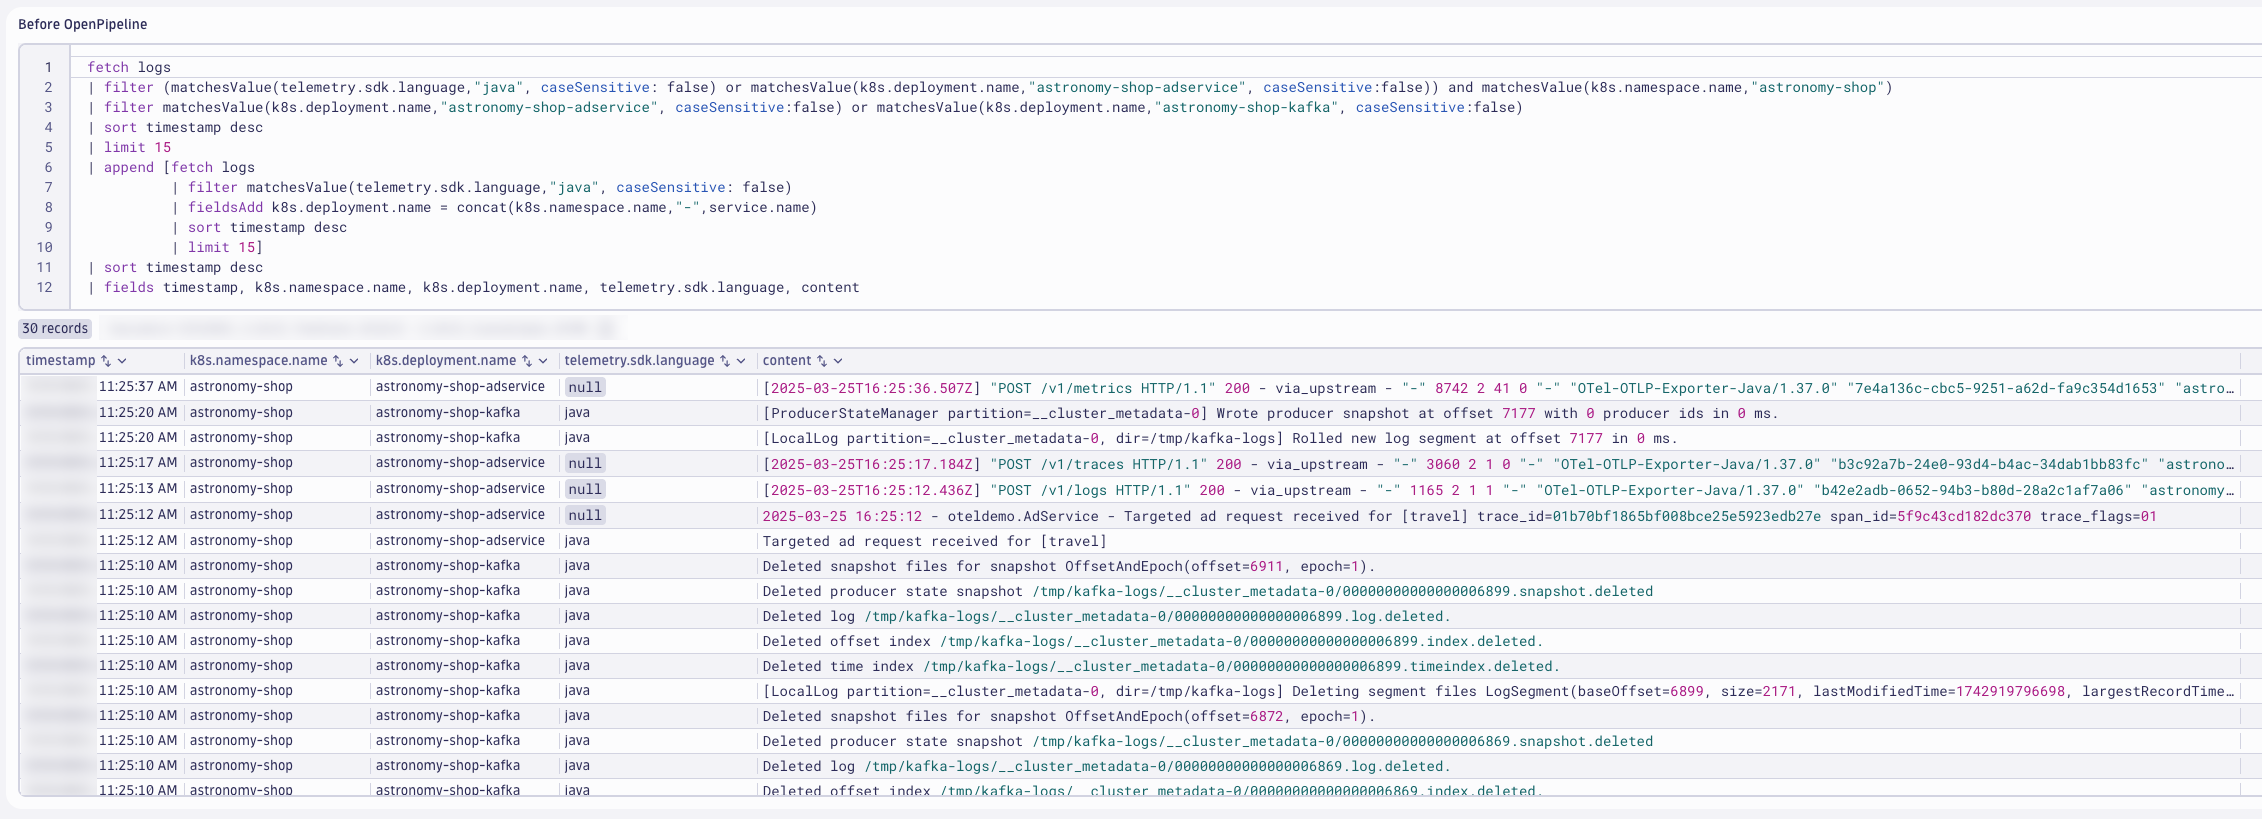 Before OpenPipeline
1 fetch logs
2 | filter (matchesValue(telemetry.sdk.language,"java", caseSensitive: false) or matchesValue(k8s.deployment.name,"astronomy-shop-adservice", caseSensitive:false)) and matchesValue(k8s.namespace.name,"astronomy-shop")
3 | filter matchesValue(k8s.deployment.name,"astronomy-shop-adservice", caseSensitive:false) or matchesValue(k8s.deployment.name,"astronomy-shop-kafka", caseSensitive:false)
4 | sort timestamp desc
5 | limit 15
6 | append [fetch logs
7 | filter matchesValue(telemetry.sdk.language,"java", caseSensitive: false)
8 | fieldsAdd k8s.deployment.name = concat(k8s.namespace.name,"-",service.name)
9 | sort timestamp desc
10 | limit 15]
11 | sort timestamp desc
12 | fields timestamp, k8s.namespace.name, k8s.deployment.name, telemetry.sdk.language, content
30 records
timestamp k8s.namespace.name k8s.deployment.name telemetry.sdk.language content
11:25:37 AM astronomy-shop astronomy-shop-adservice null [2025-03-25T16:25:36.507Z] "POST /v1/metrics HTTP/1.1" 200 - via_upstream - "-" 8742 2 41 0 "-" "OTel-OTLP-Exporter-Java/1.37.0" "7e4a136c-cbc5-9251-a62d-fa9c354d1653" "astro…
11:25:20 AM astronomy-shop astronomy-shop-kafka java [ProducerStateManager partition=__cluster_metadata-0] Wrote producer snapshot at offset 7177 with 0 producer ids in 0 ms.
11:25:20 AM astronomy-shop astronomy-shop-kafka java [LocalLog partition=__cluster_metadata-0, dir=/tmp/kafka-logs] Rolled new log segment at offset 7177 in 0 ms.
11:25:17 AM astronomy-shop astronomy-shop-adservice null [2025-03-25T16:25:17.184Z] "POST /v1/traces HTTP/1.1" 200 - via_upstream - "-" 3060 2 1 0 "-" "OTel-OTLP-Exporter-Java/1.37.0" "b3c92a7b-24e0-93d4-b4ac-34dab1bb83fc" "astrono…
11:25:13 AM astronomy-shop astronomy-shop-adservice null [2025-03-25T16:25:12.436Z] "POST /v1/logs HTTP/1.1" 200 - via_upstream - "-" 1165 2 1 1 "-" "OTel-OTLP-Exporter-Java/1.37.0" "b42e2adb-0652-94b3-b80d-28a2c1af7a06" "astronomy…
11:25:12 AM astronomy-shop astronomy-shop-adservice null 2025-03-25 16:25:12 - oteldemo.AdService - Targeted ad request received for [travel] trace_id=01b70bf1865bf008bce25e5923edb27e span_id=5f9c43cd182dc370 trace_flags=01
11:25:12 AM astronomy-shop astronomy-shop-adservice java Targeted ad request received for [travel]
11:25:10 AM astronomy-shop astronomy-shop-kafka java Deleted snapshot files for snapshot OffsetAndEpoch(offset=6911, epoch=1).
11:25:10 AM astronomy-shop astronomy-shop-kafka java Deleted producer state snapshot /tmp/kafka-logs/__cluster_metadata-0/00000000000000006899.snapshot.deleted
11:25:10 AM astronomy-shop astronomy-shop-kafka java Deleted log /tmp/kafka-logs/__cluster_metadata-0/00000000000000006899.log.deleted.
11:25:10 AM astronomy-shop astronomy-shop-kafka java Deleted offset index /tmp/kafka-logs/__cluster_metadata-0/00000000000000006899.index.deleted.
11:25:10 AM astronomy-shop astronomy-shop-kafka java Deleted time index /tmp/kafka-logs/__cluster_metadata-0/00000000000000006899.timeindex.deleted.
11:25:10 AM astronomy-shop astronomy-shop-kafka java [LocalLog partition=__cluster_metadata-0, dir=/tmp/kafka-logs] Deleting segment files LogSegment(baseOffset=6899, size=2171, lastModifiedTime=1742919796698, largestRecordTime…
11:25:10 AM astronomy-shop astronomy-shop-kafka java Deleted snapshot files for snapshot OffsetAndEpoch(offset=6872, epoch=1).
11:25:10 AM astronomy-shop astronomy-shop-kafka java Deleted producer state snapshot /tmp/kafka-logs/__cluster_metadata-0/00000000000000006869.snapshot.deleted
11:25:10 AM astronomy-shop astronomy-shop-kafka java Deleted log /tmp/kafka-logs/__cluster_metadata-0/00000000000000006869.log.deleted.
11:25:10 AM astronomy-shop astronomy-shop-kafka java Deleted offset index /tmp/kafka-logs/__cluster_metadata-0/00000000000000006869.index.deleted.